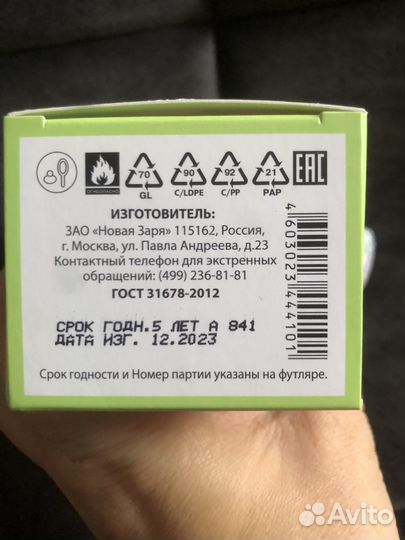 ОГНЕОПАСНО
70 90 92 21
GL C/LDPE C/PP PAP
EAC
ИЗГОТОВИТЕЛЬ:
ЗАО «Новая Заря» 115162, Россия,
г. Москва, ул. Павла Андреева, д.23
Контактный телефон для экстренных
обращений: (499) 236-81-81
ГОСТ 31678-2012
СРОК ГОДН.5 ЛЕТ А 841
ДАТА ИЗГ. 12.2023
Срок годности и Номер партии указаны на футляре.
4603023444101
Avito